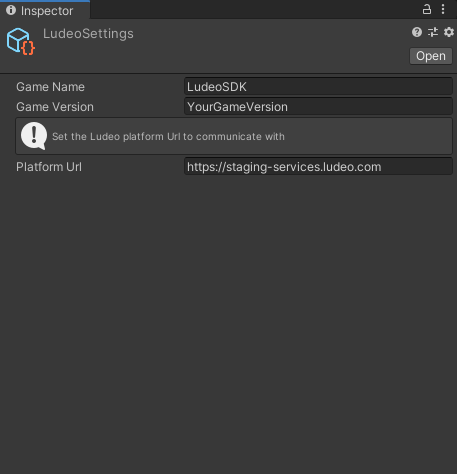 Inspector
LudeoSettings
Open
Game Name LudeoSDK
Game Version YourGameVersion
Set the Ludeo platform Url to communicate with
Platform Url https://staging-services.ludeo.com